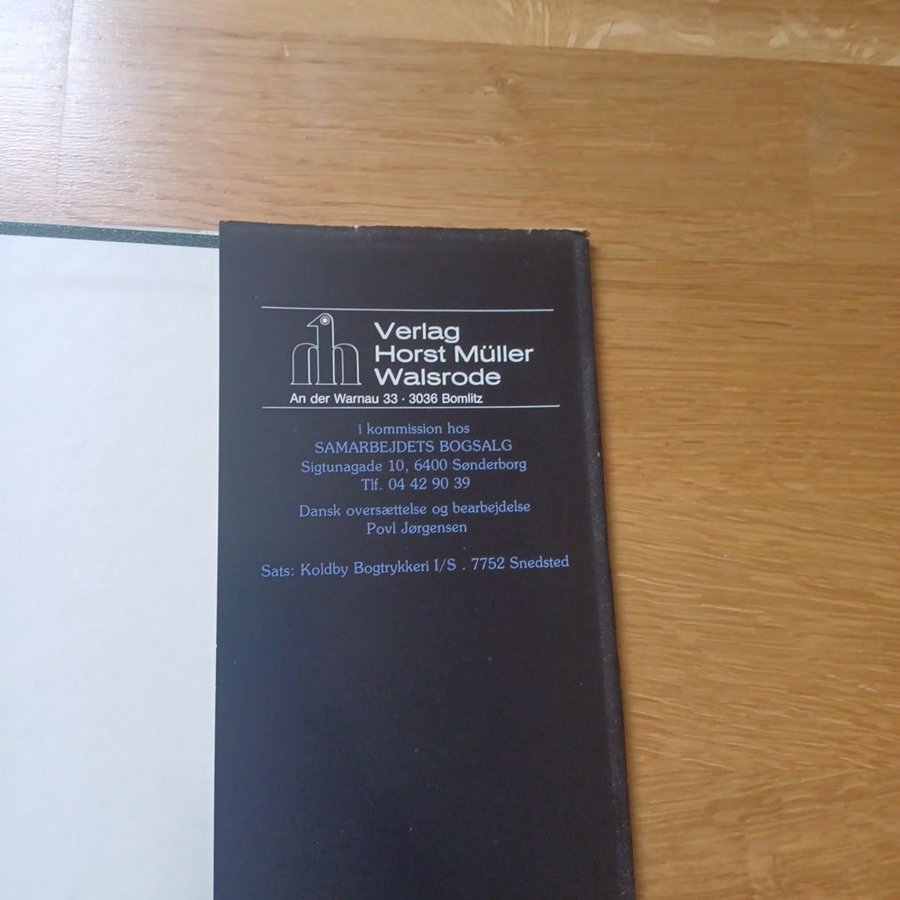 Verlag
Horst Müller
Walsrode
An der Warnau 33 · 3036 Bomlitz
i kommission hos
SAMARBEJDETS BOGSALG
Sigtunagade 10, 6400 Sønderborg
Tlf. 04 42 90 39
Dansk oversættelse og bearbejdelse
Povl Jørgensen
Sats: Koldby Bogtrykkeri I/S . 7752 Snedsted